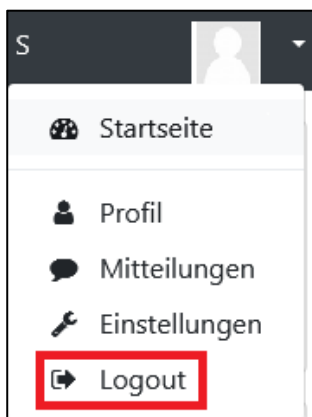 S
Startseite
Profil
Mitteilungen
Einstellungen
Logout